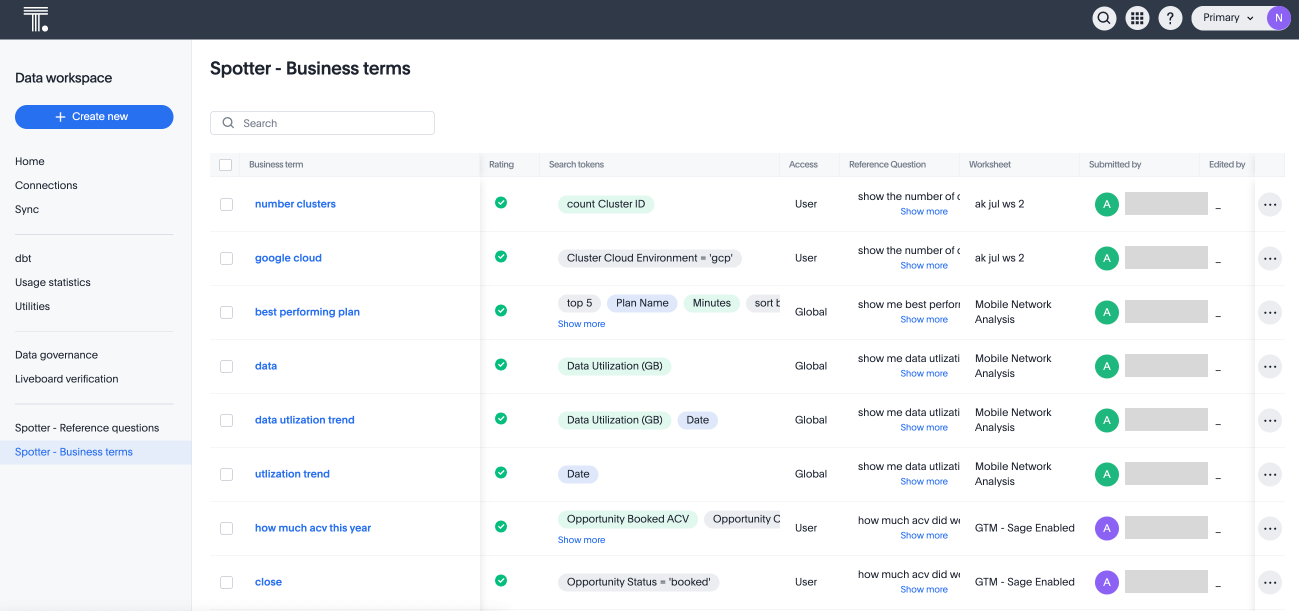 T.
?
Primary
N
Data workspace
+ Create new
Home
Connections
Sync
dbt
Usage statistics
Utilities
Data governance
Liveboard verification
Spotter - Reference questions
Spotter - Business terms
Spotter - Business terms
Search
Business term Rating Search tokens Access Reference Question Worksheet Submitted by Edited by
number clusters count Cluster ID User show the number of c Show more ak jul ws 2 A _ ...
google cloud Cluster Cloud Environment = 'gcp' User show the number of c Show more ak jul ws 2 A _ ...
best performing plan top 5 Plan Name Minutes sort b Show more Global show me best perforr Show more Mobile Network Analysis A _ ...
data Data Utilization (GB) Global show me data utlizati Show more Mobile Network Analysis A _ ...
data utlization trend Data Utilization (GB) Date Global show me data utlizati Show more Mobile Network Analysis A _ ...
utlization trend Date Global show me data utlizati Show more Mobile Network Analysis A _ ...
how much acv this year Opportunity Booked ACV Opportunity C Show more User how much acv did we Show more GTM - Sage Enabled A _ ...
close Opportunity Status = 'booked' User how much acv did we Show more GTM - Sage Enabled A _ ...